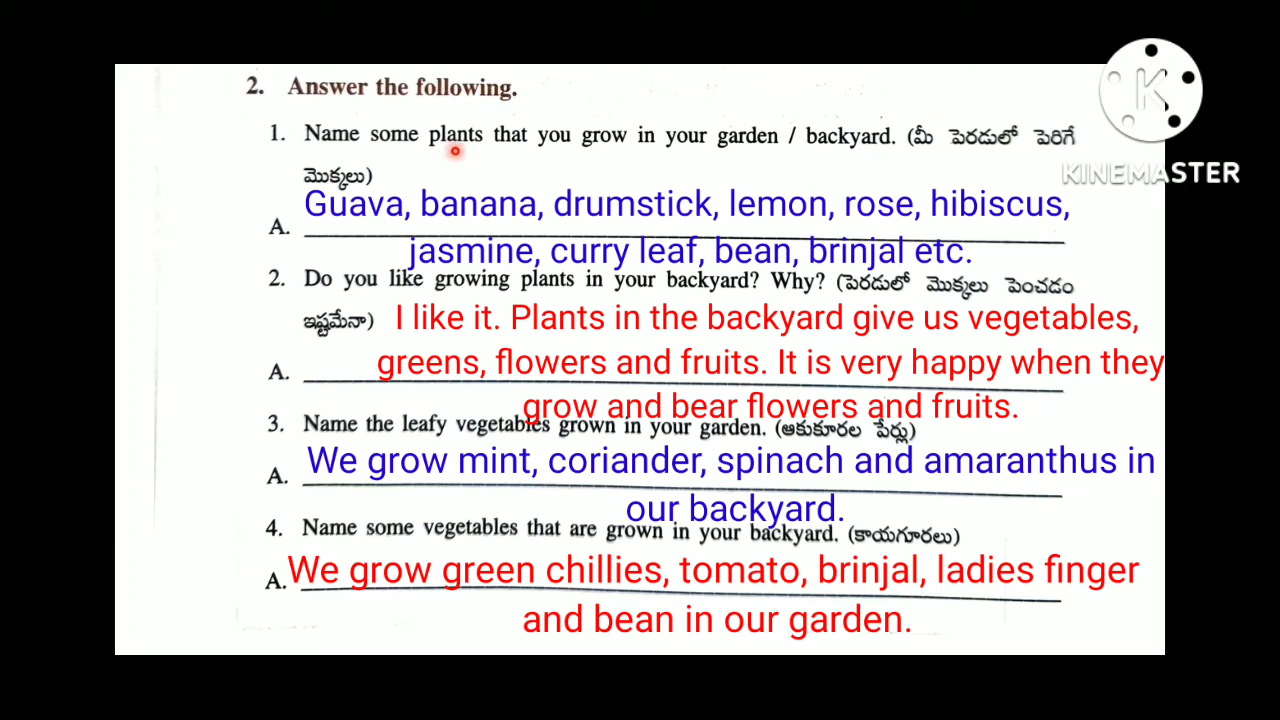 2. Answer the following.
KINEMASTER
1. Name some plants that you grow in your garden / backyard. (మీ పెరడులో పెరిగే
మొక్కలు)
Guava, banana, drumstick, lemon, rose, hibiscus,
A.
jasmine, curry leaf, bean, brinjal etc.
2. Do you like growing plants in your backyard? Why? (పెరడులో మొక్కలు పెంచడం
ఇష్టమేనా) I like it. Plants in the backyard give us vegetables,
A. greens, flowers and fruits. It is very happy when they
grow and bear flowers and fruits.
3. Name the leafy vegetables grown in your garden. (ఆకుకూరల పేర్లు)
A. We grow mint, coriander, spinach and amaranthus in
our backyard.
4. Name some vegetables that are grown in your backyard. (కాయగూరలు)
A. We grow green chillies, tomato, brinjal, ladies finger
and bean in our garden.